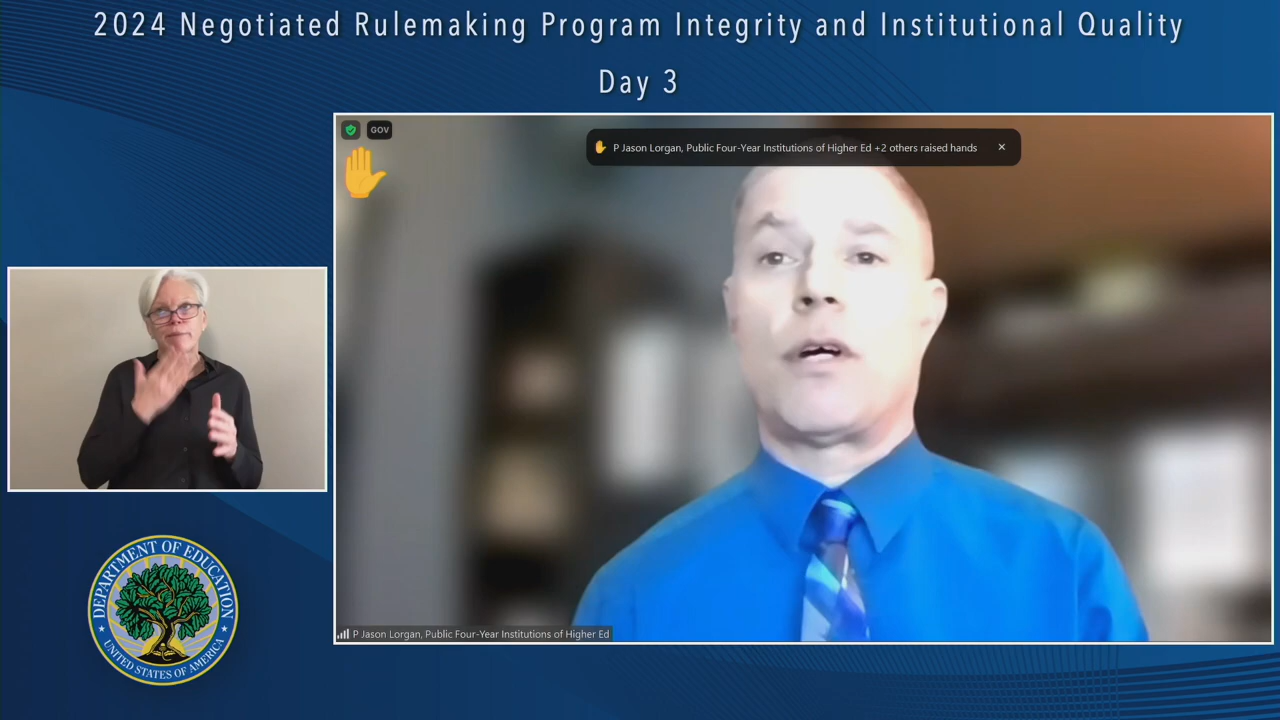 2024 Negotiated Rulemaking Program Integrity and Institutional Quality
Day 3
GOV
P Jason Lorgan, Public Four-Year Institutions of Higher Ed +2 others raised hands
DEPARTMENT OF EDUCATION
UNITED STATES OF AMERICA
P Jason Lorgan, Public Four-Year Institutions of Higher Ed